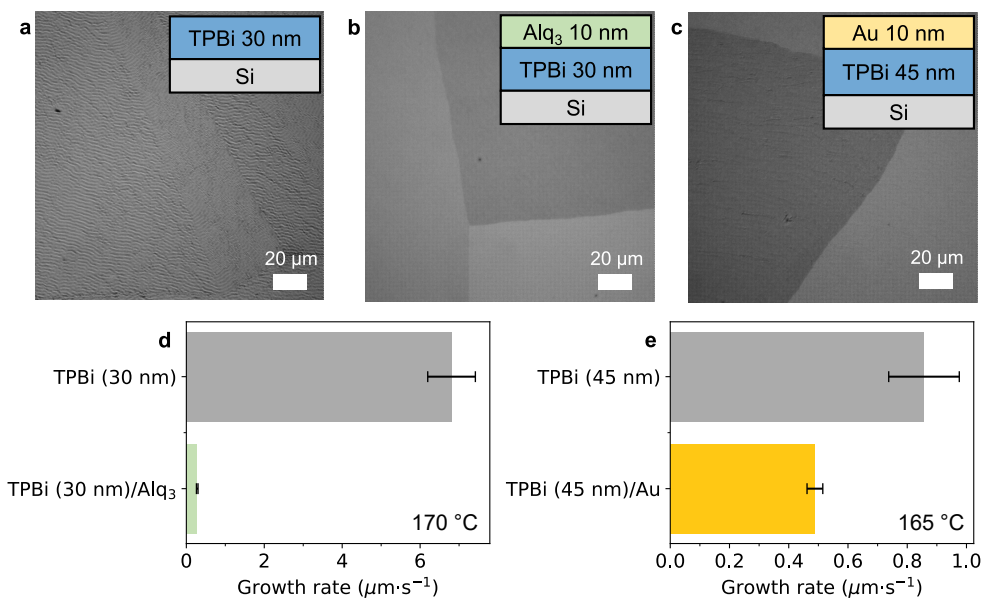 a
TPBi 30 nm
Si
20 µm
b
Alq₃ 10 nm
TPBi 30 nm
Si
20 µm
c
Au 10 nm
TPBi 45 nm
Si
20 µm
d
TPBi (30 nm)
TPBi (30 nm)/Alq₃
170 °C
0 2 4 6
Growth rate (µm·s⁻¹)
e
TPBi (45 nm)
TPBi (45 nm)/Au
165 °C
0.0 0.2 0.4 0.6 0.8 1.0
Growth rate (µm·s⁻¹)